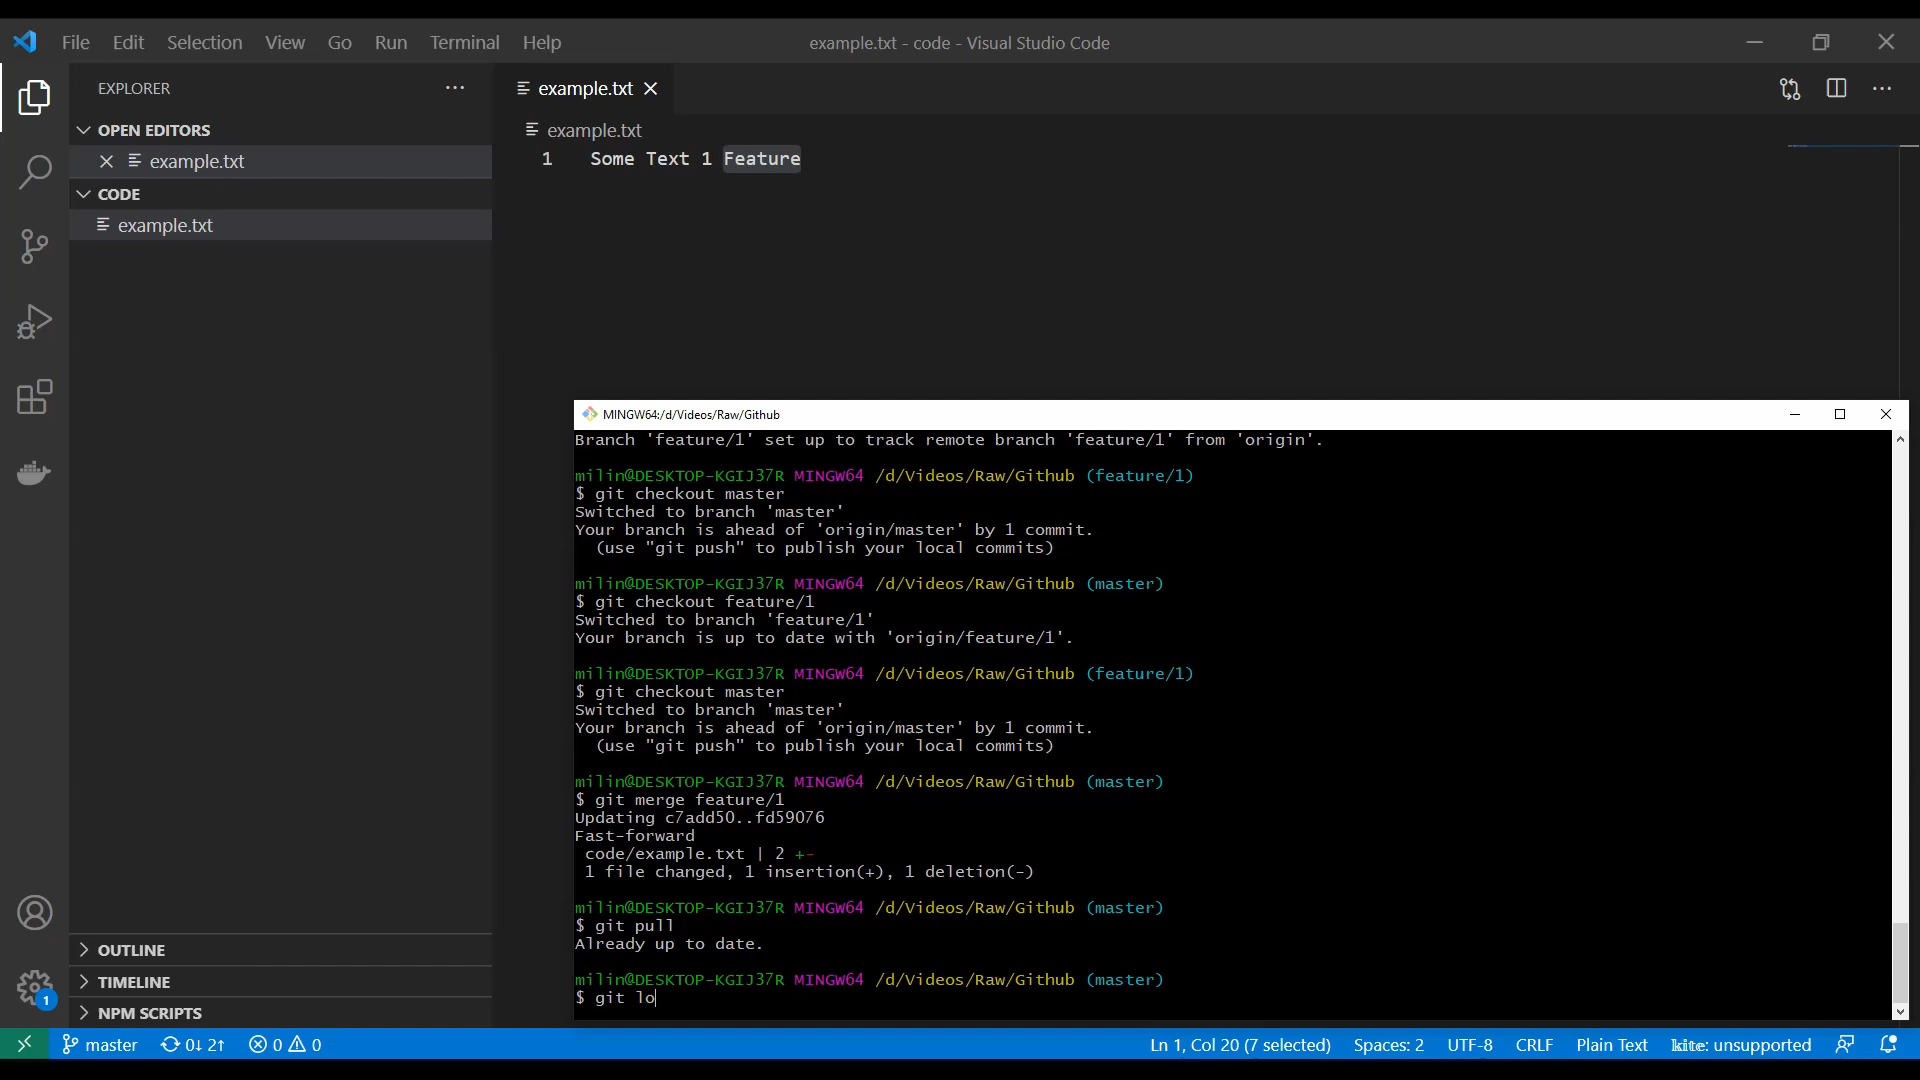 File Edit Selection View Go Run Terminal Help
example.txt - code - Visual Studio Code
EXPLORER
OPEN EDITORS
example.txt
CODE
example.txt
OUTLINE
TIMELINE
NPM SCRIPTS
1
example.txt
example.txt
1 Some Text 1 Feature
MINGW64:/d/Videos/Raw/Github
Branch 'feature/1' set up to track remote branch 'feature/1' from 'origin'.
milin@DESKTOP-KGIJ37R MINGW64 /d/Videos/Raw/Github (feature/1)
$ git checkout master
Switched to branch 'master'
Your branch is ahead of 'origin/master' by 1 commit.
(use "git push" to publish your local commits)
milin@DESKTOP-KGIJ37R MINGW64 /d/Videos/Raw/Github (master)
$ git checkout feature/1
Switched to branch 'feature/1'
Your branch is up to date with 'origin/feature/1'.
milin@DESKTOP-KGIJ37R MINGW64 /d/Videos/Raw/Github (feature/1)
$ git checkout master
Switched to branch 'master'
Your branch is ahead of 'origin/master' by 1 commit.
(use "git push" to publish your local commits)
milin@DESKTOP-KGIJ37R MINGW64 /d/Videos/Raw/Github (master)
$ git merge feature/1
Updating c7add50..fd59076
Fast-forward
code/example.txt | 2 +-
1 file changed, 1 insertion(+), 1 deletion(-)
milin@DESKTOP-KGIJ37R MINGW64 /d/Videos/Raw/Github (master)
$ git pull
Already up to date.
milin@DESKTOP-KGIJ37R MINGW64 /d/Videos/Raw/Github (master)
$ git lo
master 0↓ 2↑ 0 0 Ln 1, Col 20 (7 selected) Spaces: 2 UTF-8 CRLF Plain Text kite: unsupported